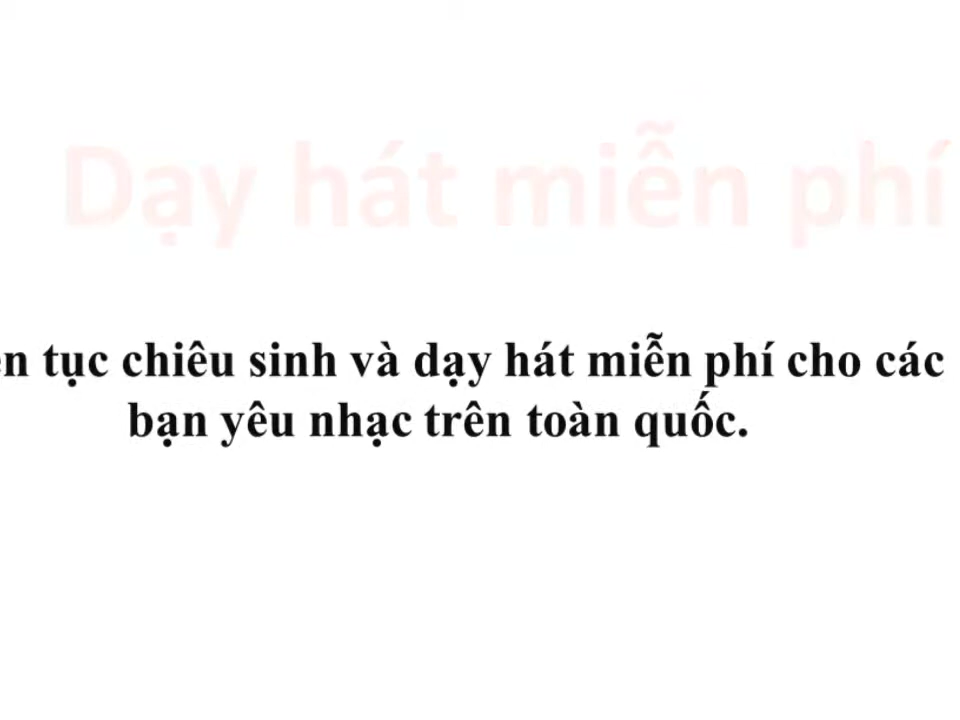 Dạy hát miễn phí
tục chiêu sinh và dạy hát miễn phí cho các
bạn yêu nhạc trên toàn quốc.